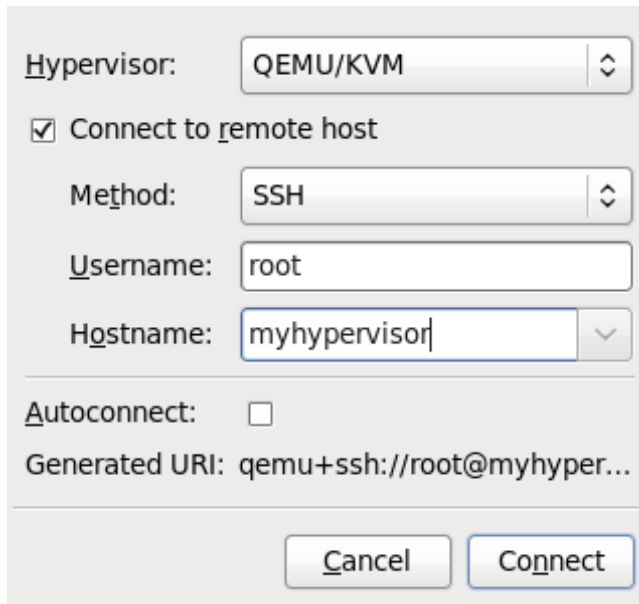 Hypervisor: QEMU/KVM
Connect to remote host
Method: SSH
Username: root
Hostname: myhypervisor
Autoconnect:
Generated URI: qemu+ssh://root@myhyper...
Cancel Connect